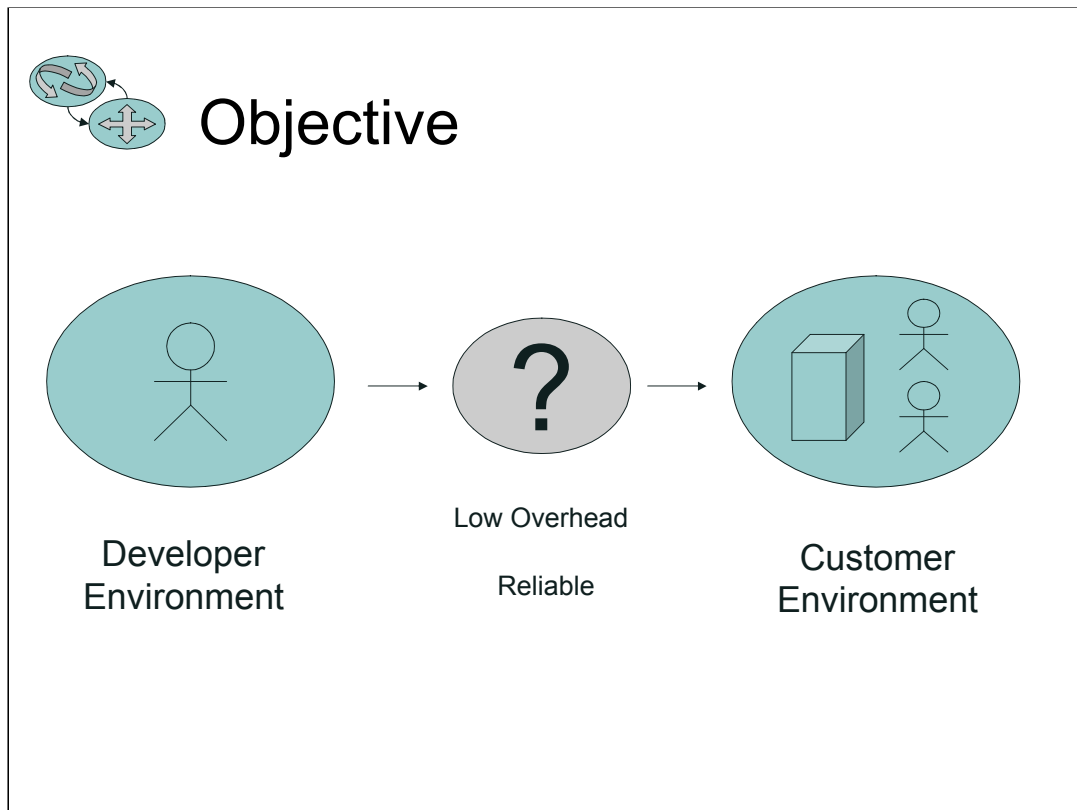 Objective
?
Low Overhead
Reliable
Developer
Environment
Customer
Environment